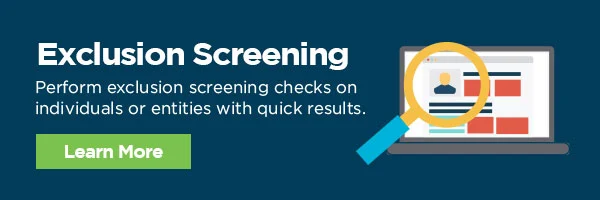 Exclusion Screening
Perform exclusion screening checks on
individuals or entities with quick results.
Learn More